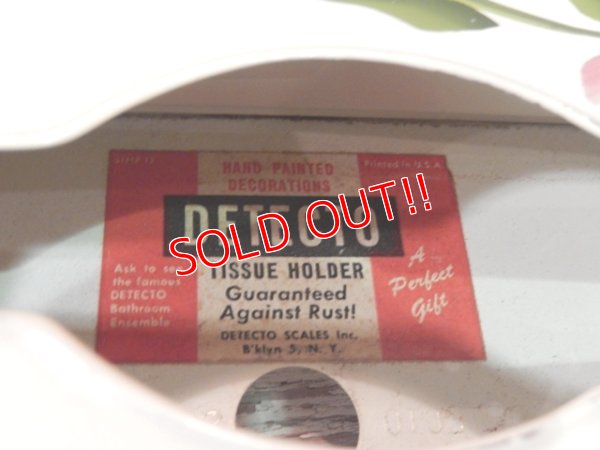 Printed in U.S.A
HAND PAINTED
DECORATIONS
DETECTO
SOLD OUT!!
TISSUE HOLDER
Guaranteed
Against Rust!
DETECTO SCALES Inc.
B'klyn 5, N. Y.
Ask to see
the famous
DETECTO
Bathroom
Ensemble
A
Perfect
Gift